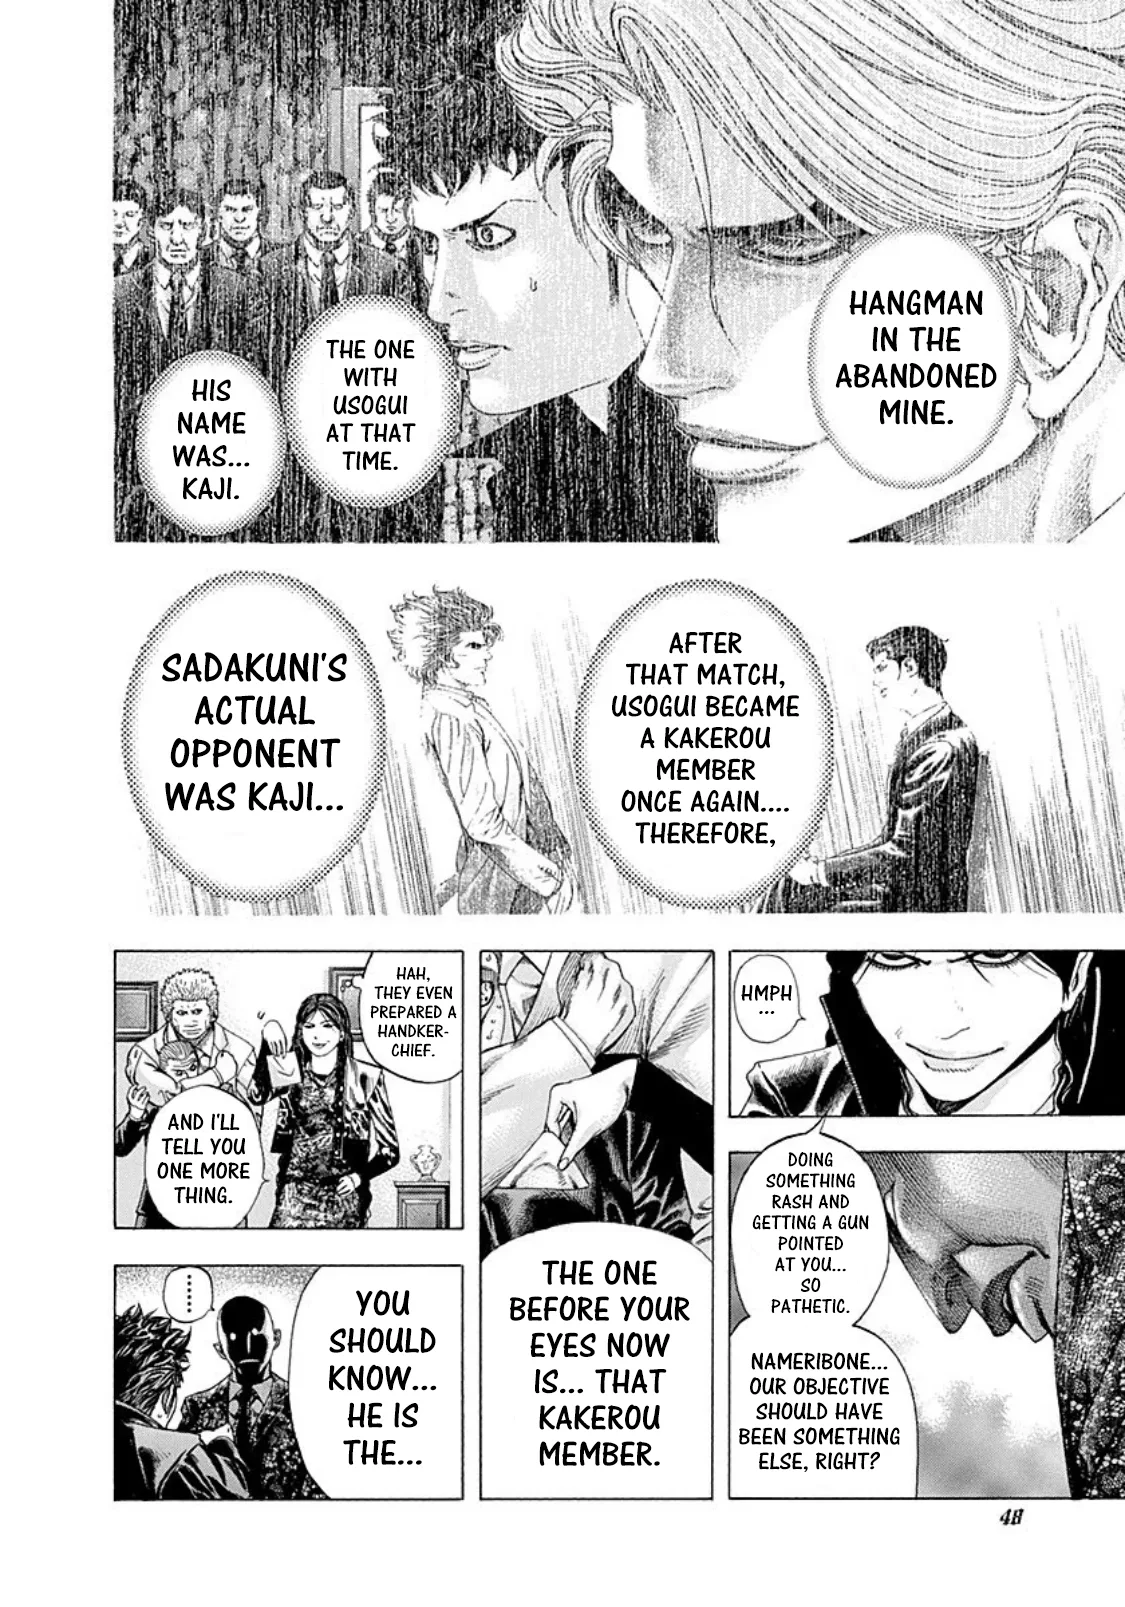 HANGMAN
IN THE
ABANDONED
MINE.
THE ONE
WITH
USOGUI
AT THAT
TIME.
HIS
NAME
WAS...
KAJI.
AFTER
THAT MATCH,
USOGUI BECAME
A KAKEROU
MEMBER
ONCE AGAIN....
THEREFORE,
SADAKUNI'S
ACTUAL
OPPONENT
WAS KAJI...
HMPH
...
DOING
SOMETHING
RASH AND
GETTING A GUN
POINTED
AT YOU...
SO
PATHETIC.
NAMERIBONE...
OUR OBJECTIVE
SHOULD HAVE
BEEN SOMETHING
ELSE, RIGHT?
HAH,
THEY EVEN
PREPARED A
HANDKER-
CHIEF.
AND I'LL
TELL YOU
ONE MORE
THING.
THE ONE
BEFORE YOUR
EYES NOW
IS... THAT
KAKEROU
MEMBER.
YOU
SHOULD
KNOW...
HE IS
THE...
......
48